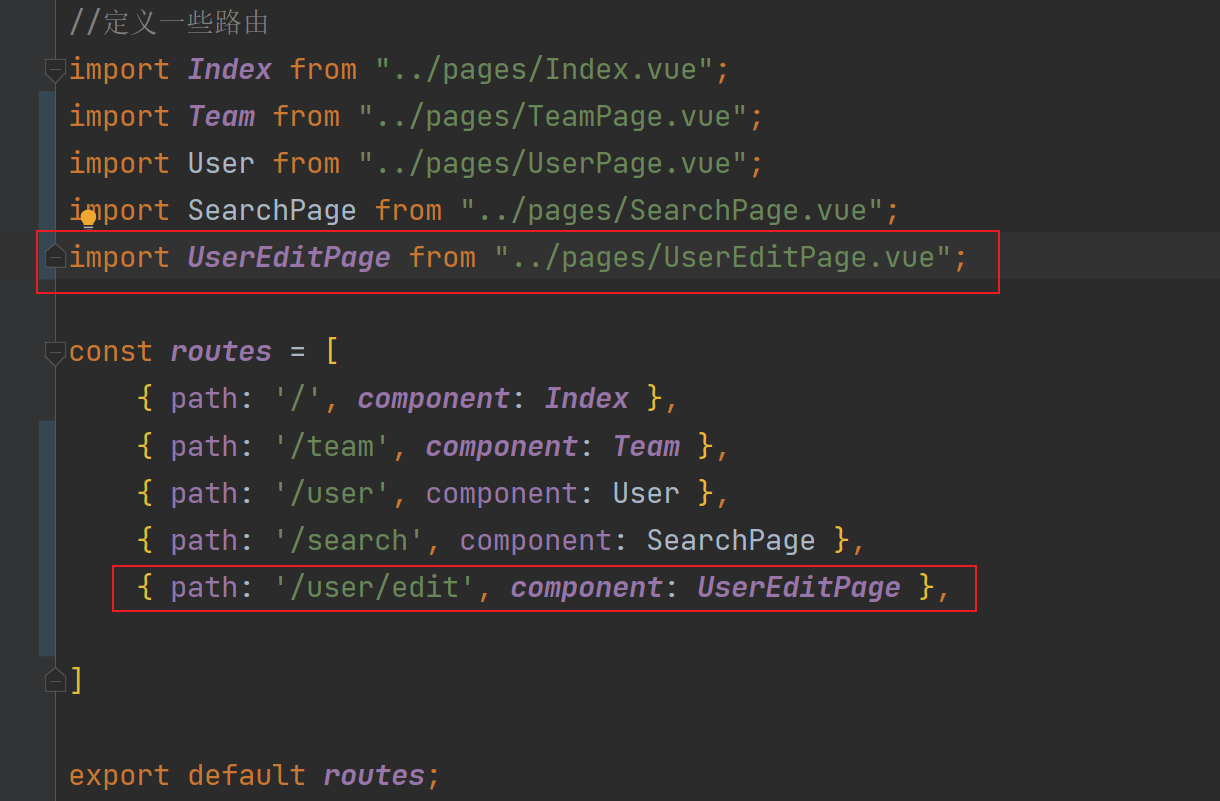 //定义一些路由
import Index from "../pages/Index.vue";
import Team from "../pages/TeamPage.vue";
import User from "../pages/UserPage.vue";
import SearchPage from "../pages/SearchPage.vue";
import UserEditPage from "../pages/UserEditPage.vue";
const routes = [
{ path: '/', component: Index },
{ path: '/team', component: Team },
{ path: '/user', component: User },
{ path: '/search', component: SearchPage },
{ path: '/user/edit', component: UserEditPage },
]
export default routes;